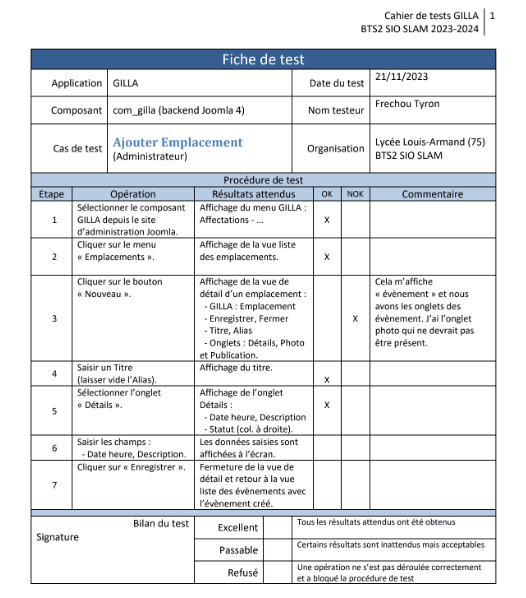 Cahier de tests GILLA 1
BTS2 SIO SLAM 2023-2024
Fiche de test
Application GILLA Date du test 21/11/2023
Composant com_gilla (backend Joomla 4) Nom testeur Frechou Tyron
Cas de test Ajouter Emplacement
(Administrateur)
Organisation Lycée Louis-Armand (75)
BTS2 SIO SLAM
Procédure de test
Etape Opération Résultats attendus OK NOK Commentaire
1
Sélectionner le composant
GILLA depuis le site
d'administration Joomla.
Affichage du menu GILLA :
Affectations - ...
X
2
Cliquer sur le menu
« Emplacements ».
Affichage de la vue liste
des emplacements.
X
3
Cliquer sur le bouton
« Nouveau ».
Affichage de la vue de
détail d'un emplacement :
- GILLA : Emplacement
- Enregistrer, Fermer
- Titre, Alias
- Onglets : Détails, Photo
et Publication.
X
Cela m'affiche
« évènement » et nous
avons les onglets des
évènement. J'ai l'onglet
photo qui ne devrait pas
être présent.
4
Saisir un Titre
(laisser vide l'Alias).
Affichage du titre.
X
5
Sélectionner l'onglet
« Détails ».
Affichage de l'onglet
Détails :
- Date heure, Description
- Statut (col. à droite).
X
6
Saisir les champs :
- Date heure, Description.
Les données saisies sont
affichées à l'écran.
7
Cliquer sur « Enregistrer ».
Fermeture de la vue de
détail et retour à la vue
liste des évènements avec
l'évènement créé.
Bilan du test
Signature
Excellent Tous les résultats attendus ont été obtenus
Passable Certains résultats sont inattendus mais acceptables
Refusé Une opération ne s'est pas déroulée correctement
et a bloqué la procédure de test